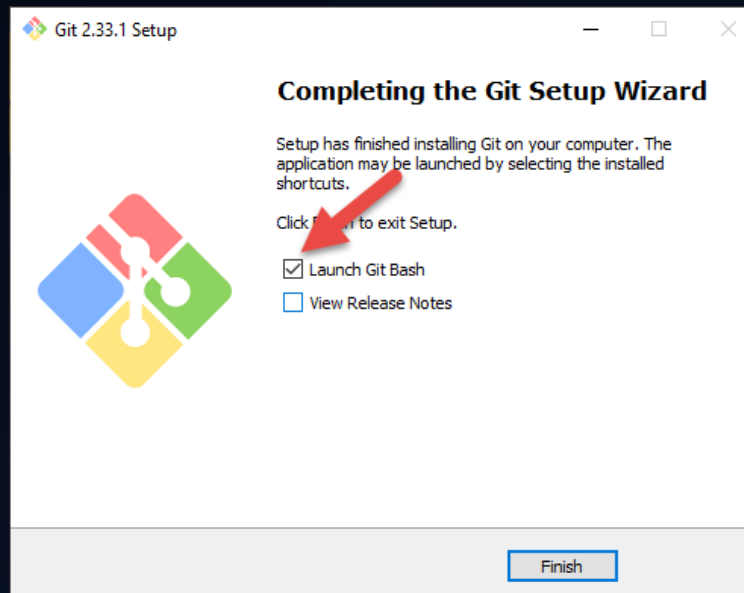 Git 2.33.1 Setup
Completing the Git Setup Wizard
Setup has finished installing Git on your computer. The
application may be launched by selecting the installed
shortcuts.
Click to exit Setup.
Launch Git Bash
View Release Notes
Finish